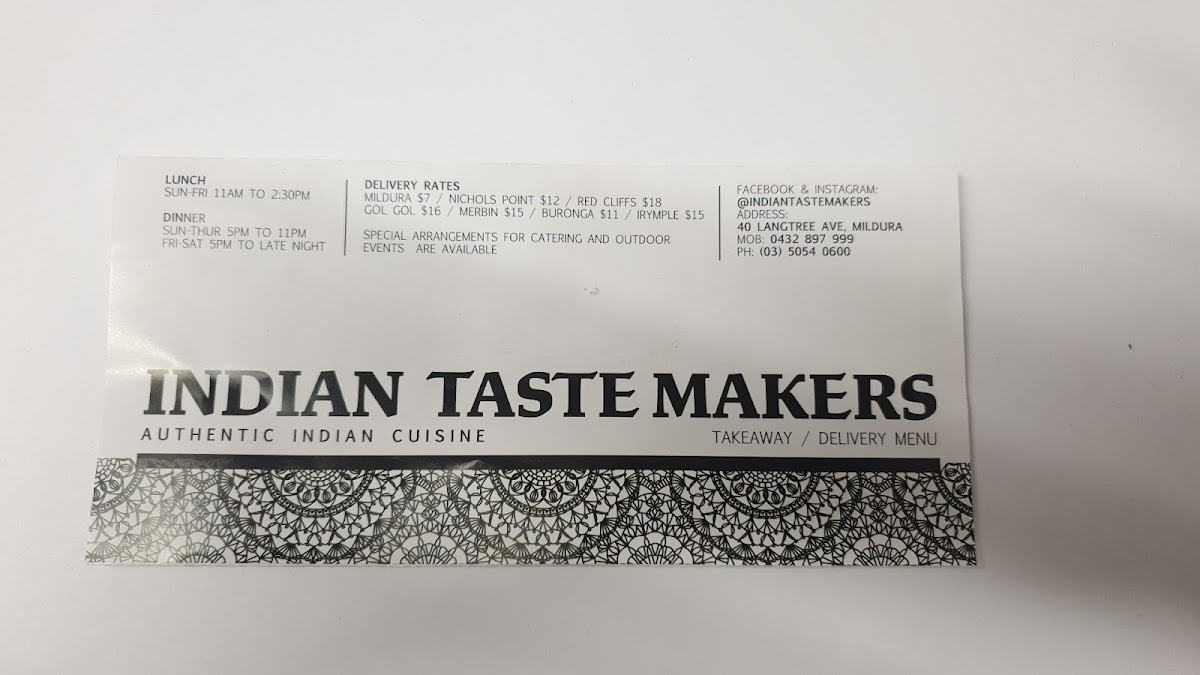 LUNCH
SUN-FRI 11AM TO 2:30PM
DINNER
SUN-THUR 5PM TO 11PM
FRI-SAT 5PM TO LATE NIGHT
DELIVERY RATES
MILDURA $7 / NICHOLS POINT $12 / RED CLIFFS $18
GOL GOL $16 / MERBIN $15 / BURONGA $11 / IRYMPLE $15
SPECIAL ARRANGEMENTS FOR CATERING AND OUTDOOR
EVENTS ARE AVAILABLE
FACEBOOK & INSTAGRAM:
@INDIANTASTEMAKERS
ADDRESS:
40 LANGTREE AVE, MILDURA
MOB: 0432 897 999
PH: (03) 5054 0600
INDIAN TASTE MAKERS
AUTHENTIC INDIAN CUISINE
TAKEAWAY / DELIVERY MENU